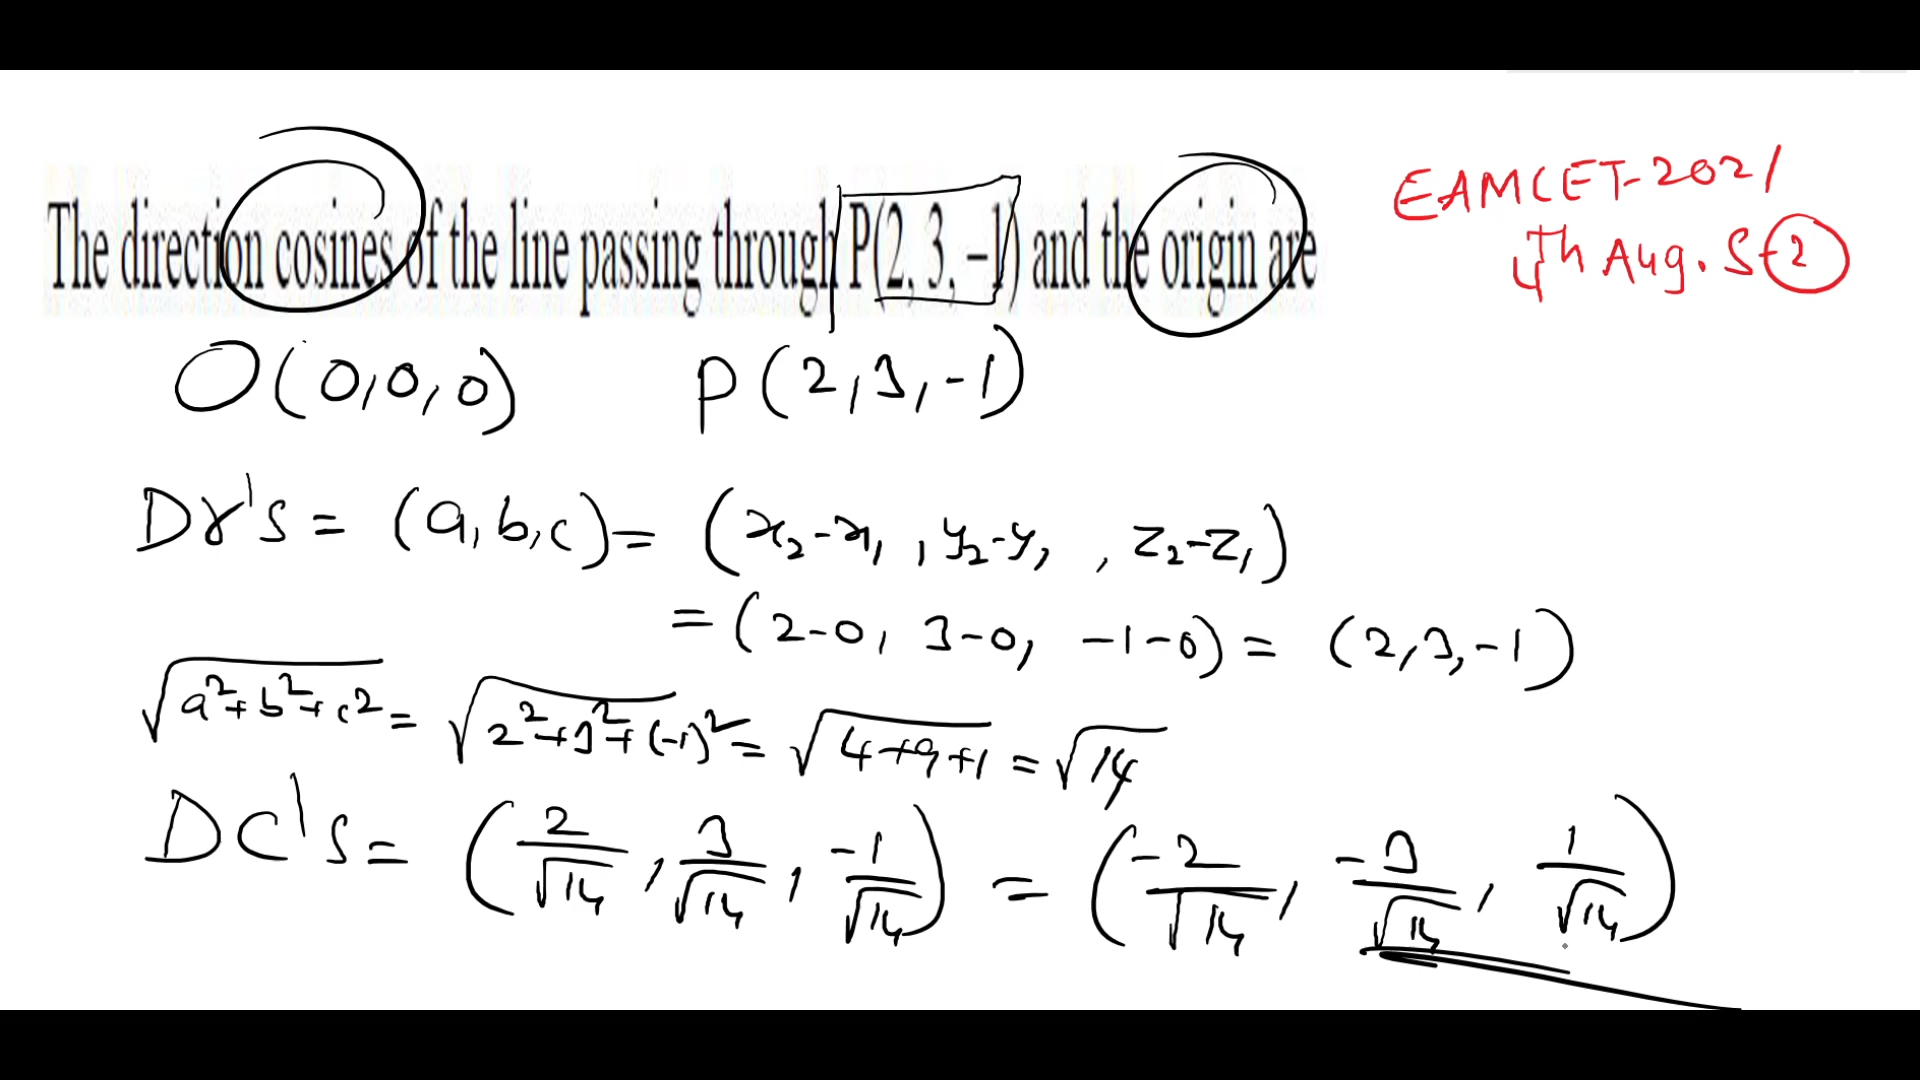 The direction cosines of the line passing through P(2, 3, −1) and the origin are
EAMCET-2021
4Th Aug. S-2
O(0,0,0) P(2,3,-1)
Dr's = (a,b,c) = (x₂-x₁, y₂-y₁, z₂-z₁)
= (2-0, 3-0, -1-0) = (2,3,-1)
√(a²+b²+c²) = √(2²+3²+(-1)²) = √(4+9+1) = √14
DC's = (2/√14, 3/√14, -1/√14) = (-2/√14, -3/√14, 1/√14)